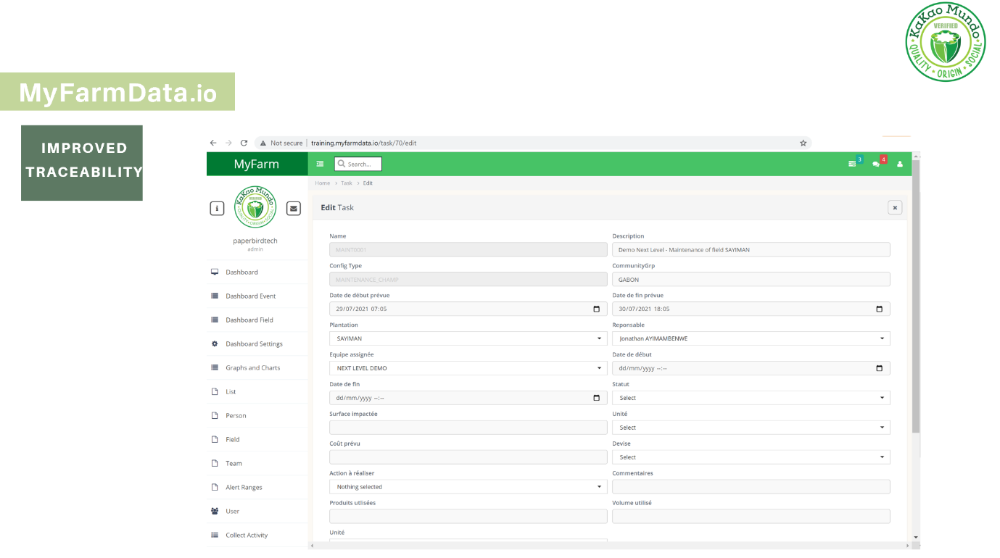 KaKao Mundo
VERIFIED
QUALITY • ORIGIN • SOCIAL
MyFarmData.io
IMPROVED
TRACEABILITY
Not secure | training.myfarmdata.io/task/70/edit
MyFarm
Search...
3
4
Home > Task > Edit
KaKao Mundo
VERIFIED
QUALITY • ORIGIN • SOCIAL
i
paperbirdtech
admin
Dashboard
Dashboard Event
Dashboard Field
Dashboard Settings
Graphs and Charts
List
Person
Field
Team
Alert Ranges
User
Collect Activity
Edit Task
Name
MAINT0001
Description
Demo Next Level - Maintenance of field SAYIMAN
Config Type
MAINTENANCE_CHAMP
CommunityGrp
GABON
Date de début prévue
29/07/2021 07:05
Date de fin prévue
30/07/2021 18:05
Plantation
SAYIMAN
Reponsable
Jonathan AYIMAMBENWE
Equipe assignée
NEXT LEVEL DEMO
Date de début
dd/mm/yyyy --:--
Date de fin
dd/mm/yyyy --:--
Statut
Select
Surface impactée
Unité
Select
Coût prévu
Devise
Select
Action à réaliser
Nothing selected
Commentaires
Produits utlisées
Volume utilisé
Unité